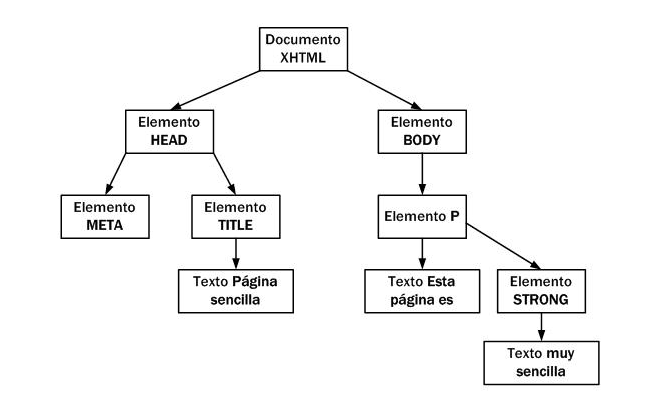 Documento
XHTML
Elemento
HEAD
Elemento
BODY
Elemento
META
Elemento
TITLE
Elemento P
Texto Página
sencilla
Texto Esta
página es
Elemento
STRONG
Texto muy
sencilla